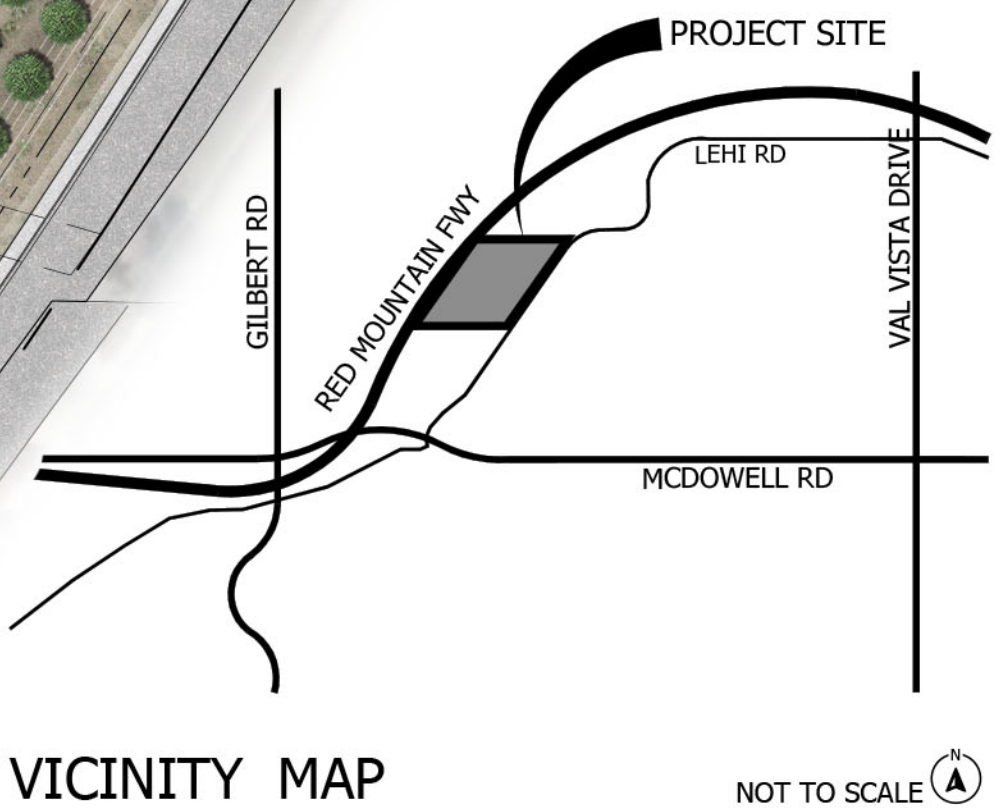 PROJECT SITE
LEHI RD
GILBERT RD
RED MOUNTAIN FWY
VAL VISTA DRIVE
MCDOWELL RD
VICINITY MAP
NOT TO SCALE
N